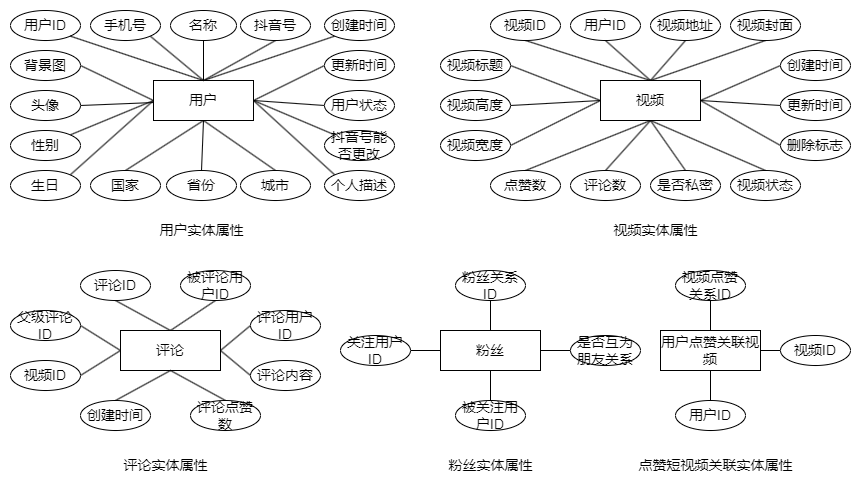 用户ID
手机号
名称
抖音号
创建时间
背景图
更新时间
头像
用户
用户状态
性别
抖音号能
否更改
生日
国家
省份
城市
个人描述
用户实体属性
视频ID
用户ID
视频地址
视频封面
视频标题
创建时间
视频高度
视频
更新时间
视频宽度
删除标志
点赞数
评论数
是否私密
视频状态
视频实体属性
评论ID
被评论用
户ID
父级评论
ID
评论用户
ID
评论
视频ID
评论内容
创建时间
评论点赞
数
评论实体属性
粉丝关系
ID
关注用户
ID
粉丝
是否互为
朋友关系
被关注用
户ID
粉丝实体属性
视频点赞
关系ID
用户点赞关联视
频
视频ID
用户ID
点赞短视频关联实体属性